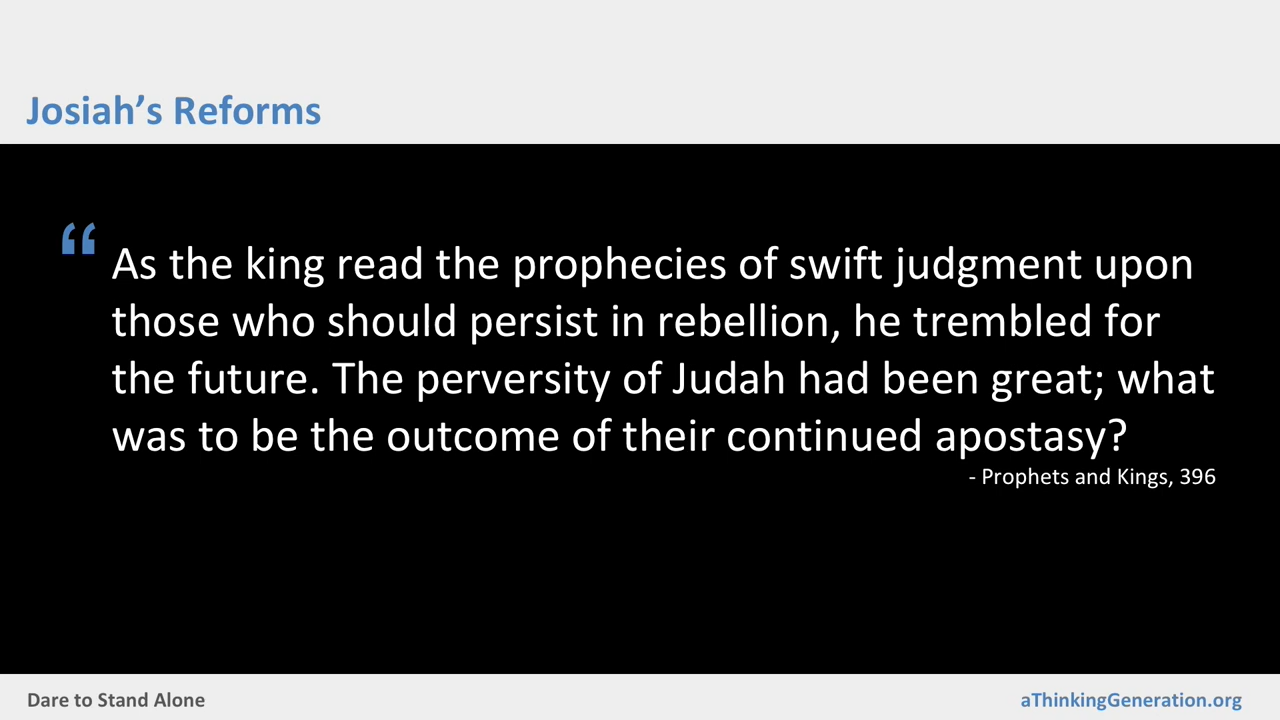 Josiah’s Reforms
“
As the king read the prophecies of swift judgment upon
those who should persist in rebellion, he trembled for
the future. The perversity of Judah had been great; what
was to be the outcome of their continued apostasy?
- Prophets and Kings, 396
Dare to Stand Alone
aThinkingGeneration.org